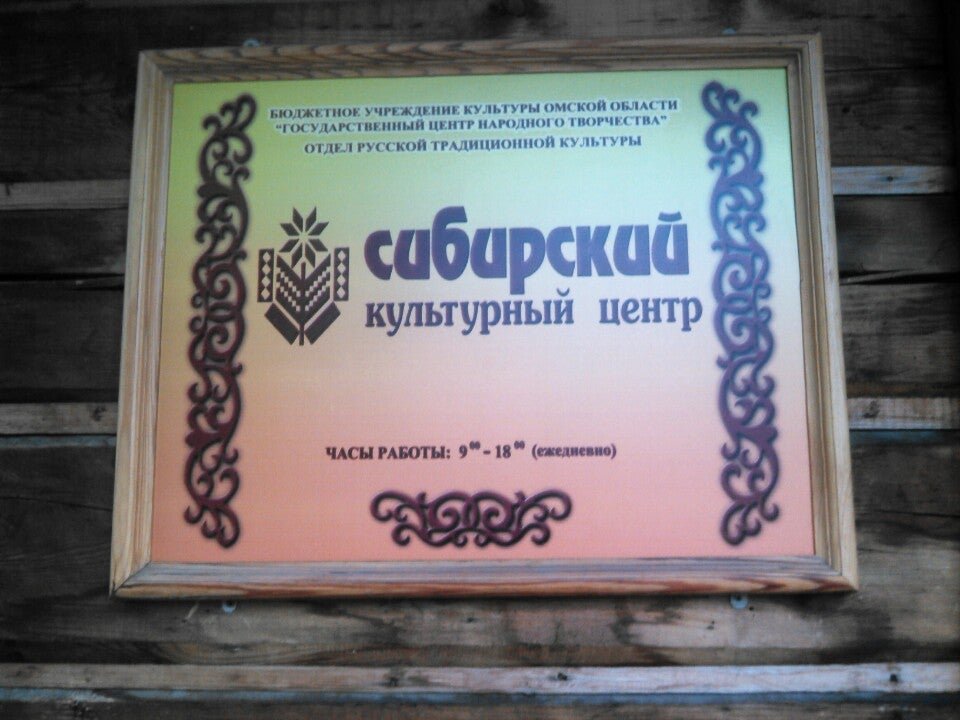 БЮДЖЕТНОЕ УЧРЕЖДЕНИЕ КУЛЬТУРЫ ОМСКОЙ ОБЛАСТИ
"ГОСУДАРСТВЕННЫЙ ЦЕНТР НАРОДНОГО ТВОРЧЕСТВА"
ОТДЕЛ РУССКОЙ ТРАДИЦИОННОЙ КУЛЬТУРЫ
сибирский
культурный центр
ЧАСЫ РАБОТЫ: 9⁰⁰ - 18⁰⁰ (ежедневно)